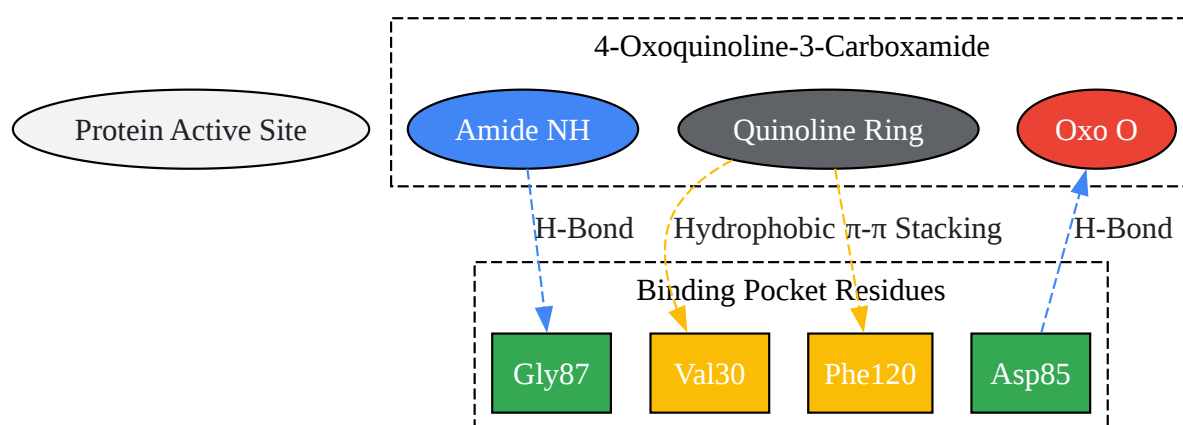 4-Oxoquinoline-3-Carboxamide
Protein Active Site
Amide NH
Quinoline Ring
Oxo O
H-Bond
Hydrophobic
π-π Stacking
H-Bond
Binding Pocket Residues
Gly87
Val30
Phe120
Asp85